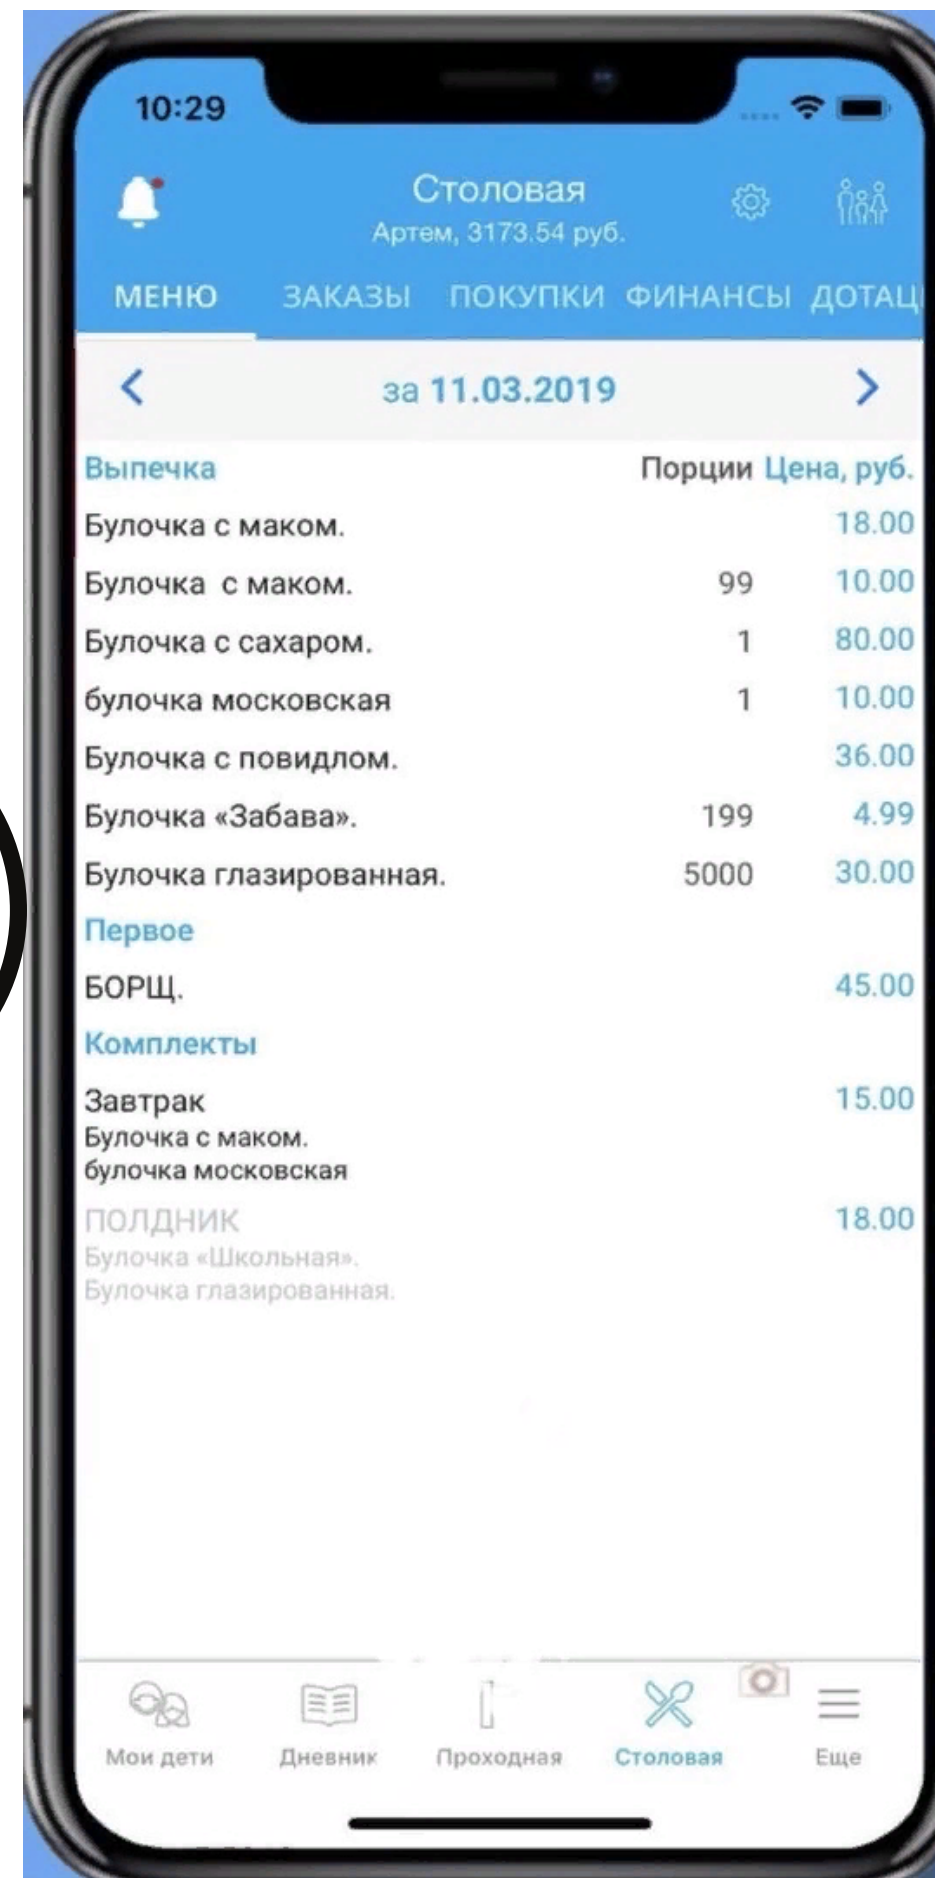 10:29
Столовая
Артем, 3173.54 руб.
МЕНЮ ЗАКАЗЫ ПОКУПКИ ФИНАНСЫ ДОТАЦ
за 11.03.2019
Выпечка Порции Цена, руб.
Булочка с маком. 18.00
Булочка с маком. 99 10.00
Булочка с сахаром. 1 80.00
булочка московская 1 10.00
Булочка с повидлом. 36.00
Булочка «Забава». 199 4.99
Булочка глазированная. 5000 30.00
Первое
БОРЩ. 45.00
Комплекты
Завтрак 15.00
Булочка с маком.
булочка московская
ПОЛДНИК 18.00
Булочка «Школьная».
Булочка глазированная.
Мои дети Дневник Проходная Столовая Еще